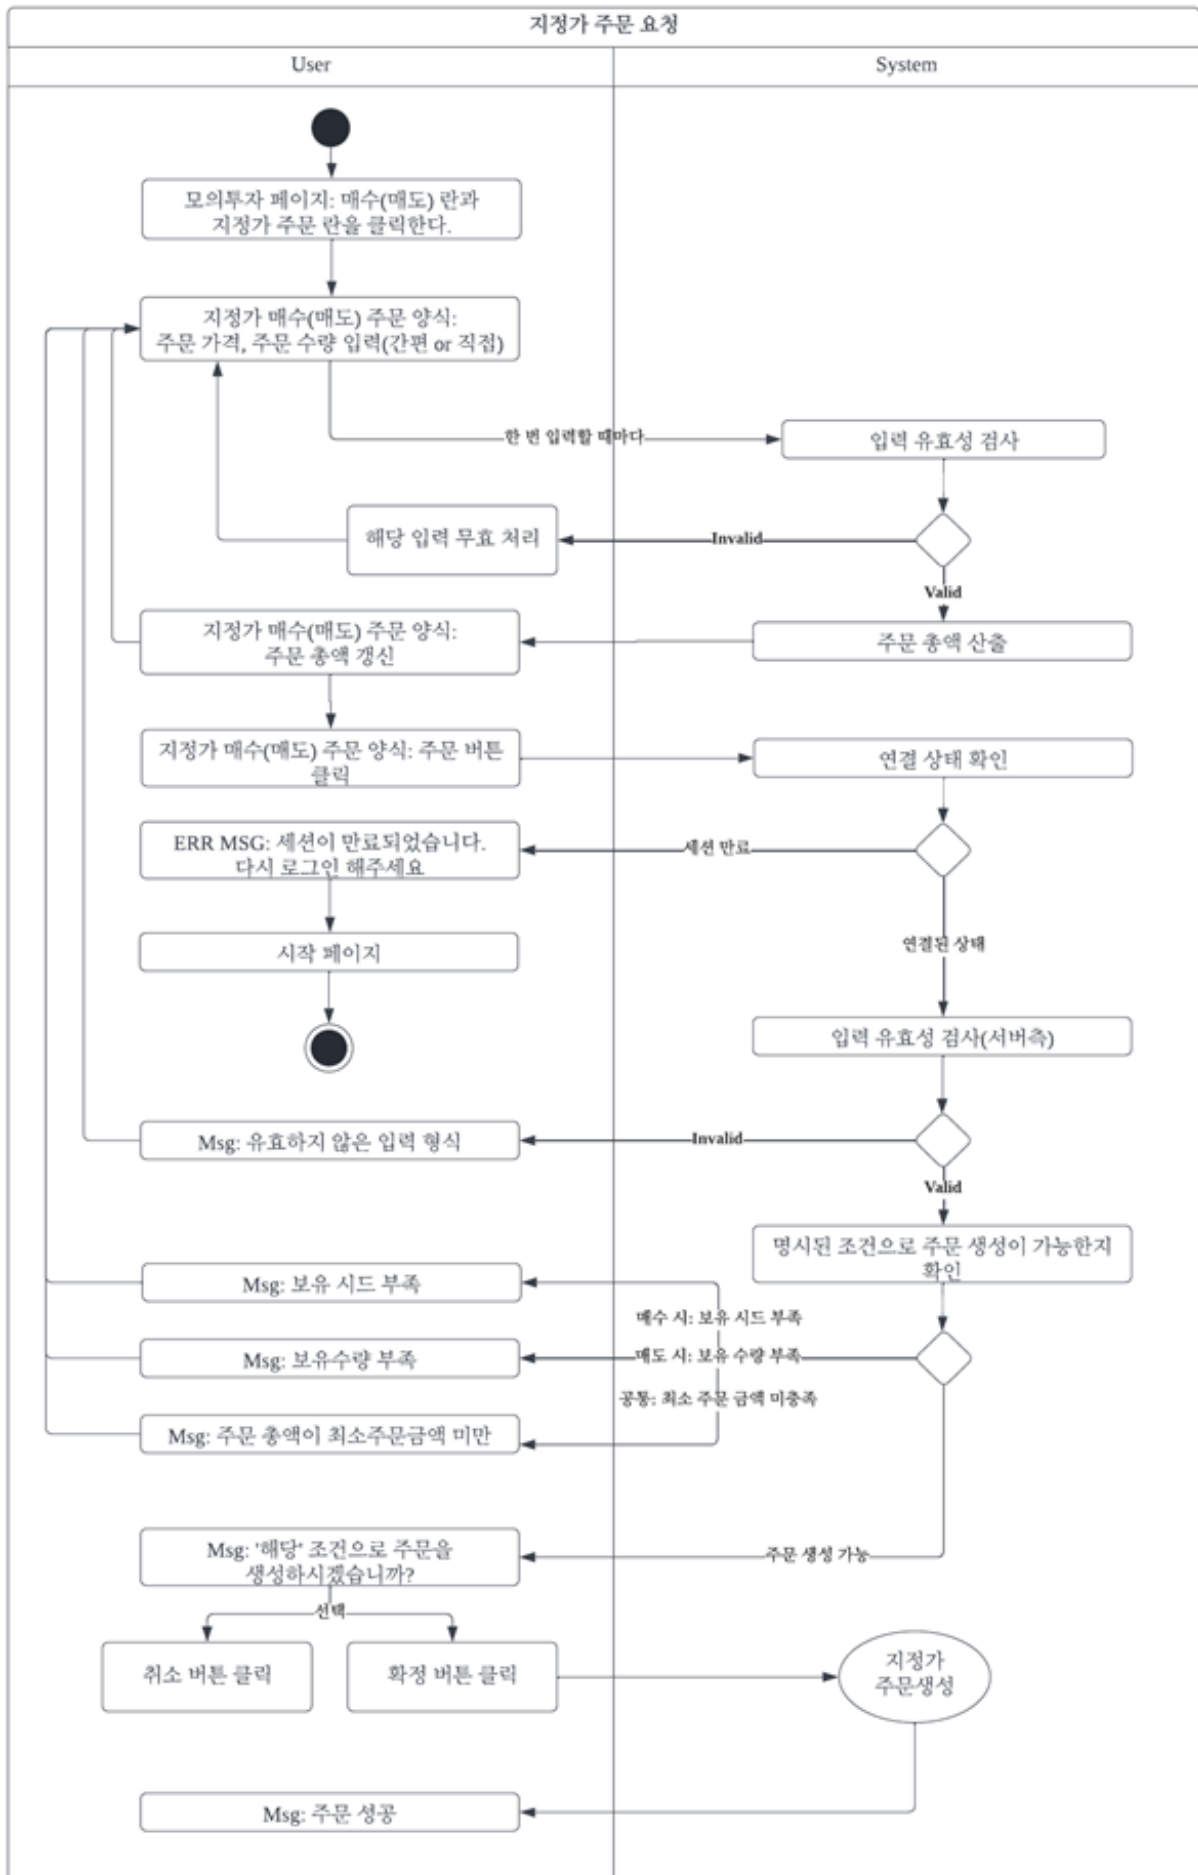 지정가 주문 요청
User
System
모의투자 페이지: 매수(매도) 란과
지정가 주문 란을 클릭한다.
지정가 매수(매도) 주문 양식:
주문 가격, 주문 수량 입력(간편 or 직접)
한 번 입력할 때마다
입력 유효성 검사
해당 입력 무효 처리
Invalid
Valid
지정가 매수(매도) 주문 양식:
주문 총액 갱신
주문 총액 산출
지정가 매수(매도) 주문 양식: 주문 버튼
클릭
연결 상태 확인
ERR MSG: 세션이 만료되었습니다.
다시 로그인 해주세요
세션 만료
시작 페이지
연결된 상태
입력 유효성 검사(서버측)
Msg: 유효하지 않은 입력 형식
Invalid
Valid
명시된 조건으로 주문 생성이 가능한지
확인
Msg: 보유 시드 부족
매수 시: 보유 시드 부족
Msg: 보유수량 부족
매도 시: 보유 수량 부족
공통: 최소 주문 금액 미충족
Msg: 주문 총액이 최소주문금액 미만
Msg: '해당' 조건으로 주문을
생성하시겠습니까?
주문 생성 가능
선택
취소 버튼 클릭
확정 버튼 클릭
지정가
주문생성
Msg: 주문 성공